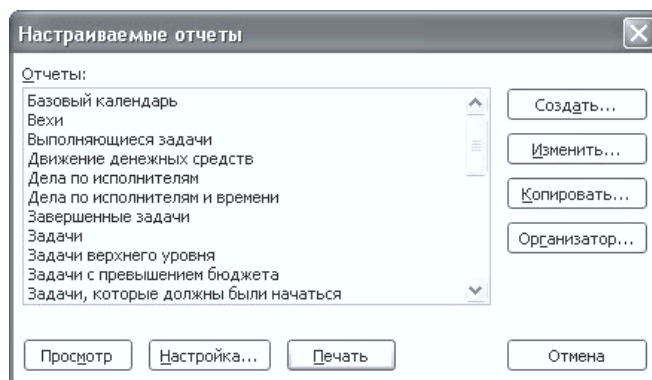 Настраиваемые отчеты
Отчеты:
Базовый календарь
Вехи
Выполняющиеся задачи
Движение денежных средств
Дела по исполнителям
Дела по исполнителям и времени
Завершенные задачи
Задачи
Задачи верхнего уровня
Задачи с превышением бюджета
Задачи, которые должны были начаться
Создать...
Изменить...
Копировать...
Организатор...
Просмотр Настройка... Печать Отмена